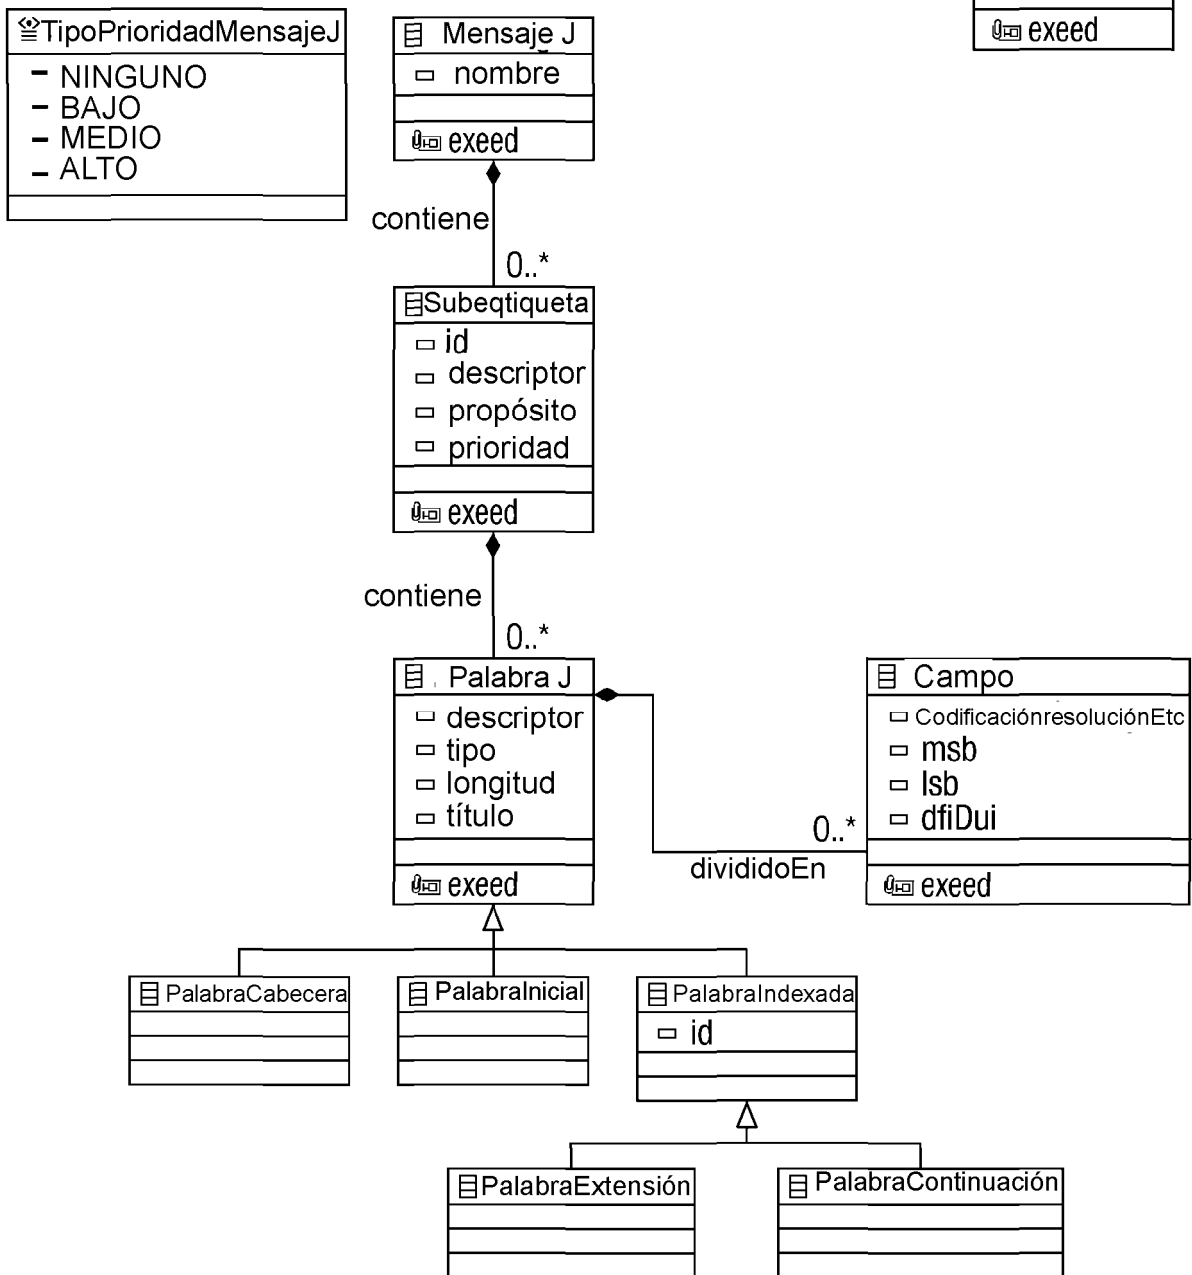 TipoPrioridadMensajeJ
NINGUNO
BAJO
MEDIO
ALTO
Mensaje J
nombre
exeed
exeed
contiene
0..*
Subeqtiqueta
id
descriptor
propósito
prioridad
exeed
contiene
0..*
Palabra J
descriptor
tipo
longitud
título
exeed
Campo
CodificaciónresoluciónEtc
msb
lsb
dfiDui
exeed
0..*
divididoEn
PalabraCabecera
PalabraInicial
PalabraIndexada
id
PalabraExtensión
PalabraContinuación